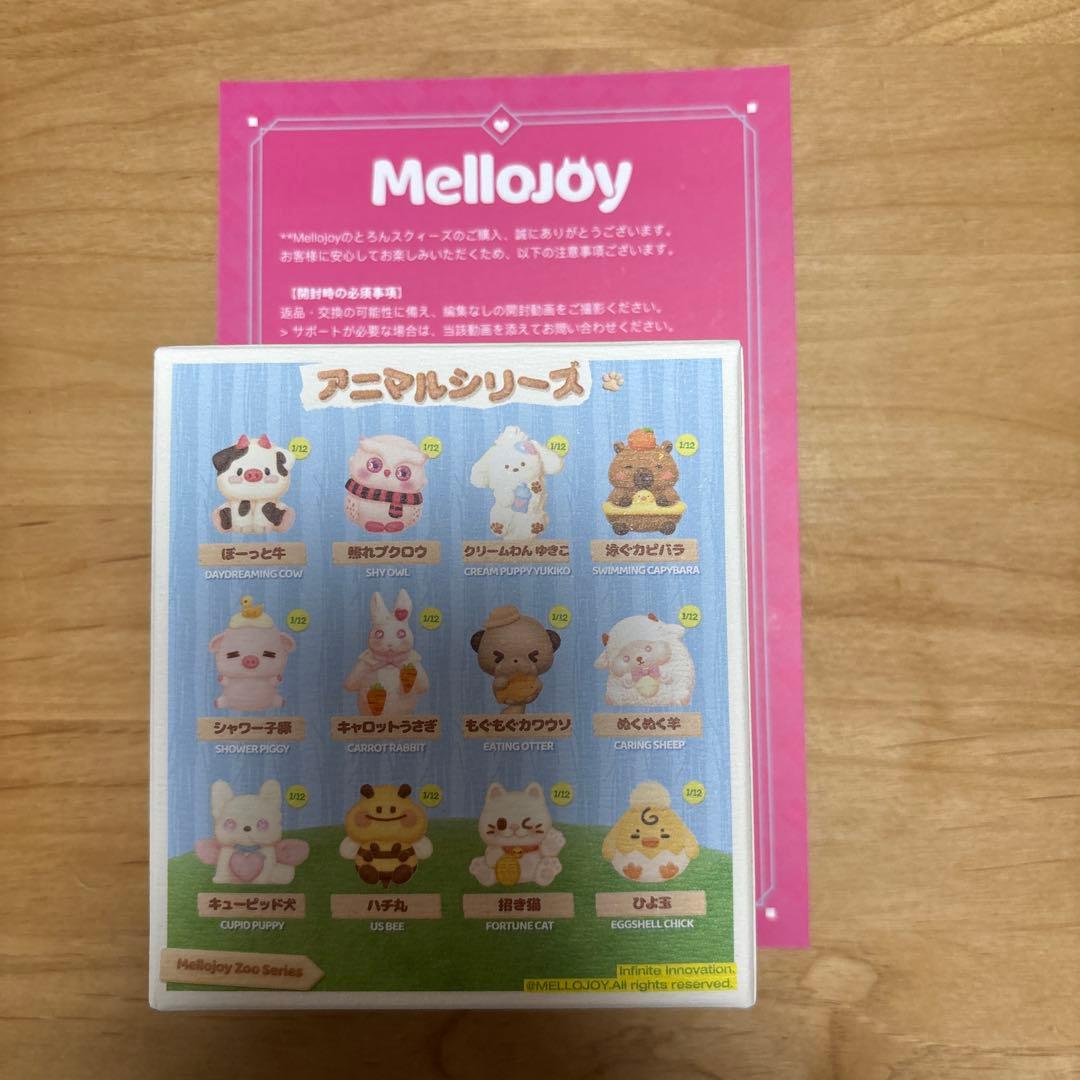 Mellojoy
**Mellojoyのとろんスクィーズのご購入、誠にありがとうございます。
お客様に安心してお楽しみいただくため、以下の注意事項ございます。
【開封時の必須事項】
返品・交換の可能性に備え、編集なしの開封動画をご撮影ください。
> サポートが必要な場合は、当該動画を添えてお問い合わせください。
アニマルシリーズ
1/12 1/12 1/12 1/12
ぼーっと牛 照れフクロウ クリームわん ゆきこ 泳ぐカピバラ
DAYDREAMING COW SHY OWL CREAM PUPPY YUKIKO SWIMMING CAPYBARA
1/12 1/12 1/12 1/12
シャワー子豚 キャロットうさぎ もぐもぐカワウソ ぬくぬく羊
SHOWER PIGGY CARROT RABBIT EATING OTTER CARING SHEEP
1/12 1/12 1/12 1/12
キューピッド犬 ハチ丸 招き猫 ひよ玉
CUPID PUPPY US BEE FORTUNE CAT EGGSHELL CHICK
Mellojoy Zoo Series
Infinite Innovation.
@MELLOJOY.All rights reserved.